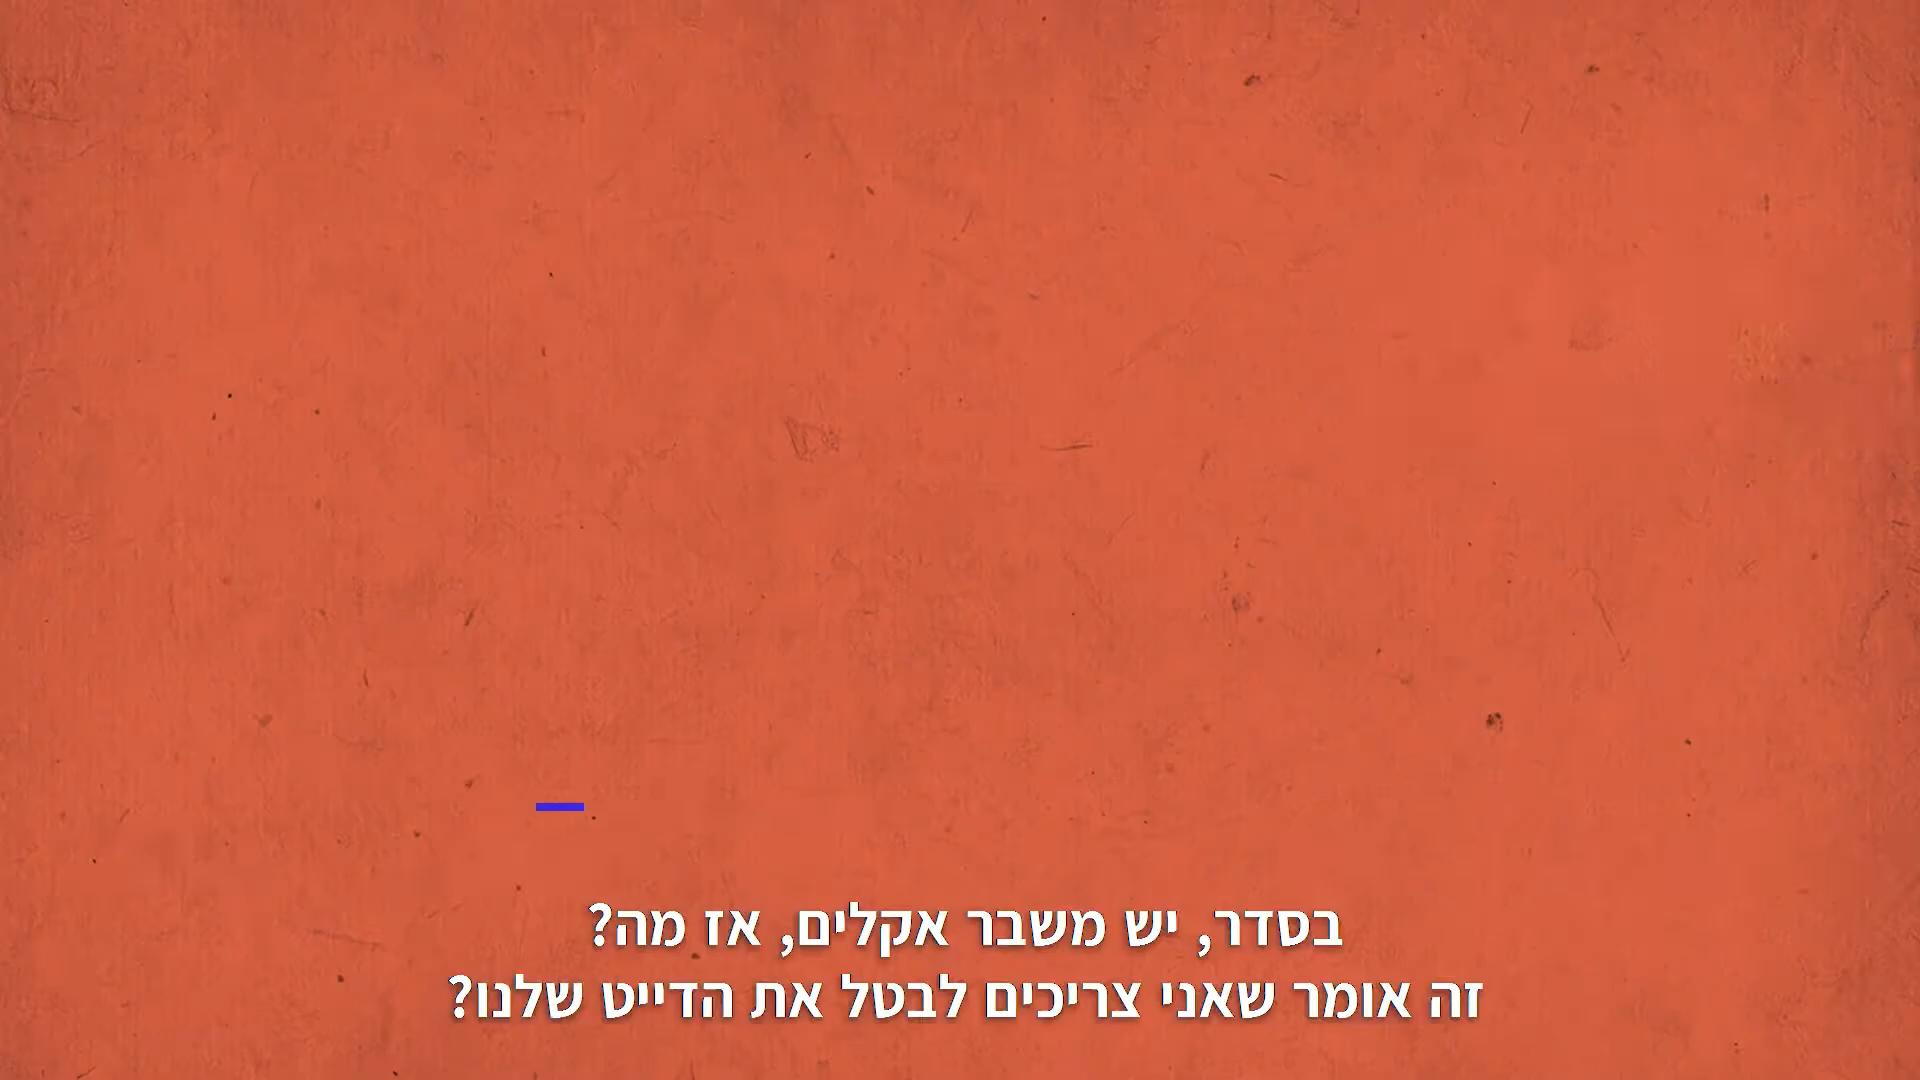 בסדר, יש משבר אקלים, אז מה?
זה אומר שאני צריכים לבטל את הדייט שלנו?